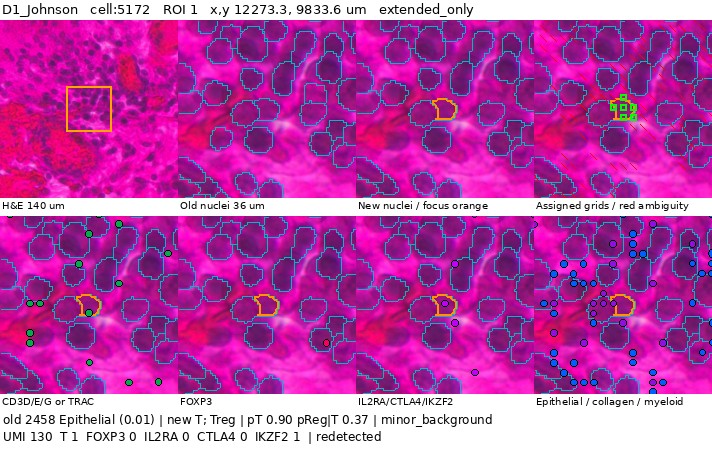 D1_Johnson   cell:5172   ROI 1   x,y 12273.3, 9833.6 um   extended_only
H&E 140 um
Old nuclei 36 um
New nuclei / focus orange
Assigned grids / red ambiguity
CD3D/E/G or TRAC
FOXP3
IL2RA/CTLA4/IKZF2
Epithelial / collagen / myeloid
old 2458 Epithelial (0.01) | new T; Treg | pT 0.90 pReg|T 0.37 | minor_background
UMI 130  T 1  FOXP3 0  IL2RA 0  CTLA4 0  IKZF2 1  | redetected